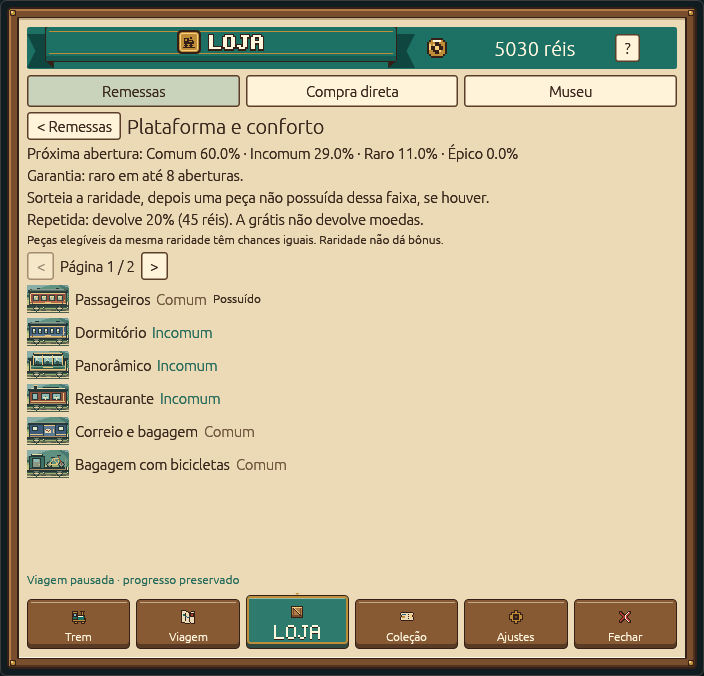 LOJA
5030 réis
?
Remessas
Compra direta
Museu
< Remessas
Plataforma e conforto
Próxima abertura: Comum 60.0% · Incomum 29.0% · Raro 11.0% · Épico 0.0%
Garantia: raro em até 8 aberturas.
Sorteia a raridade, depois uma peça não possuída dessa faixa, se houver.
Repetida: devolve 20% (45 réis). A grátis não devolve moedas.
Peças elegíveis da mesma raridade têm chances iguais. Raridade não dá bônus.
< Página 1 / 2 >
Passageiros Comum Possuído
Dormitório Incomum
Panorâmico Incomum
Restaurante Incomum
Correio e bagagem Comum
Bagagem com bicicletas Comum
Viagem pausada · progresso preservado
Trem
Viagem
LOJA
Coleção
Ajustes
Fechar